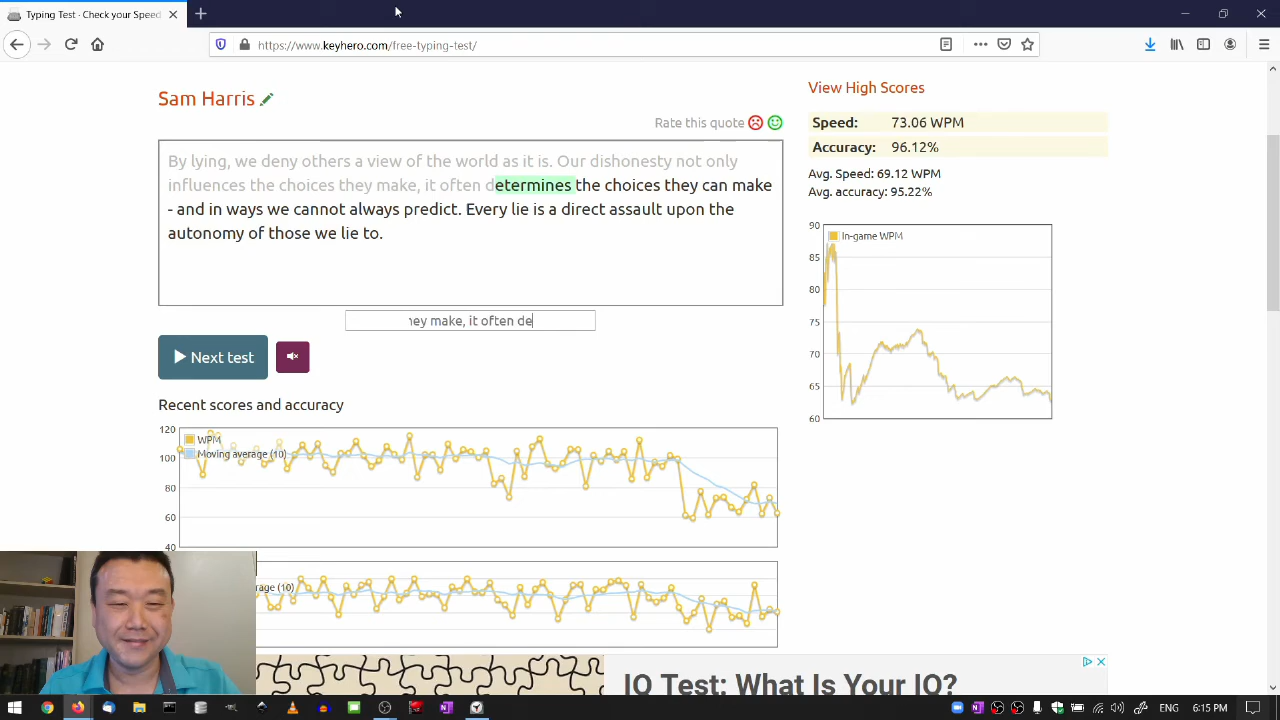 Typing Test - Check your Speed
https://www.keyhero.com/free-typing-test/
Sam Harris
Rate this quote
By lying, we deny others a view of the world as it is. Our dishonesty not only
influences the choices they make, it often determines the choices they can make
- and in ways we cannot always predict. Every lie is a direct assault upon the
autonomy of those we lie to.
hey make, it often de
Next test
Recent scores and accuracy
120
100
80
60
40
WPM
Moving average (10)
erage (10)
View High Scores
Speed: 73.06 WPM
Accuracy: 96.12%
Avg. Speed: 69.12 WPM
Avg. accuracy: 95.22%
90
85
80
75
70
65
60
In-game WPM
IQ Test: What Is Your IQ?
6:15 PM